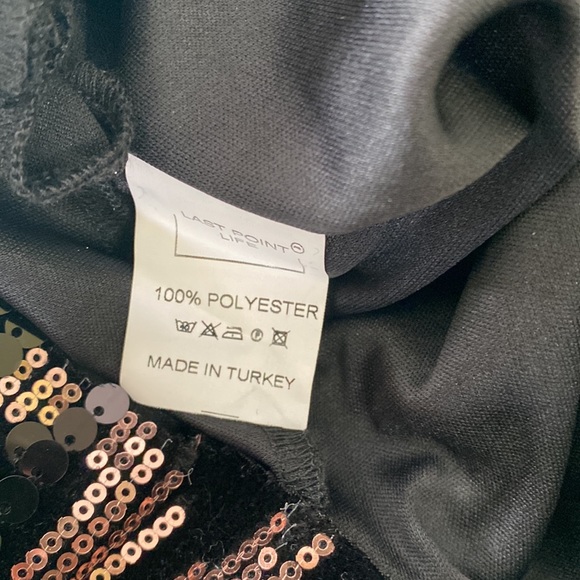 LAST POINT
LIFE
100% POLYESTER
MADE IN TURKEY